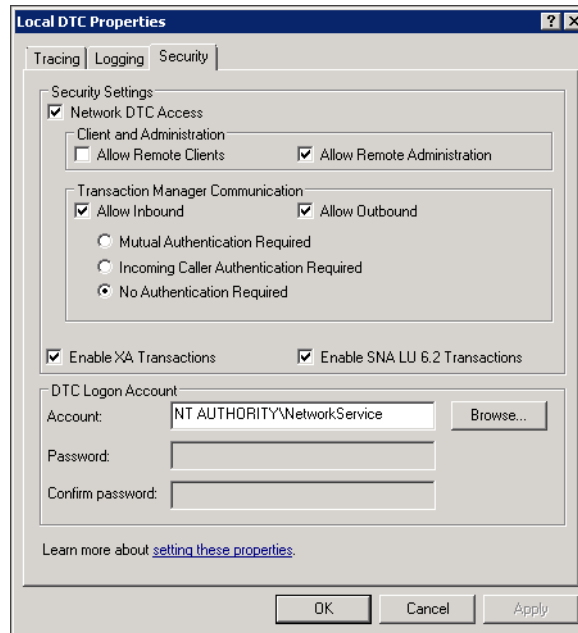 Local DTC Properties
Tracing Logging Security
Security Settings
Network DTC Access
Client and Administration
Allow Remote Clients Allow Remote Administration
Transaction Manager Communication
Allow Inbound Allow Outbound
Mutual Authentication Required
Incoming Caller Authentication Required
No Authentication Required
Enable XA Transactions Enable SNA LU 6.2 Transactions
DTC Logon Account
Account: NT AUTHORITY\NetworkService Browse...
Password:
Confirm password:
Learn more about setting these properties.
OK Cancel Apply